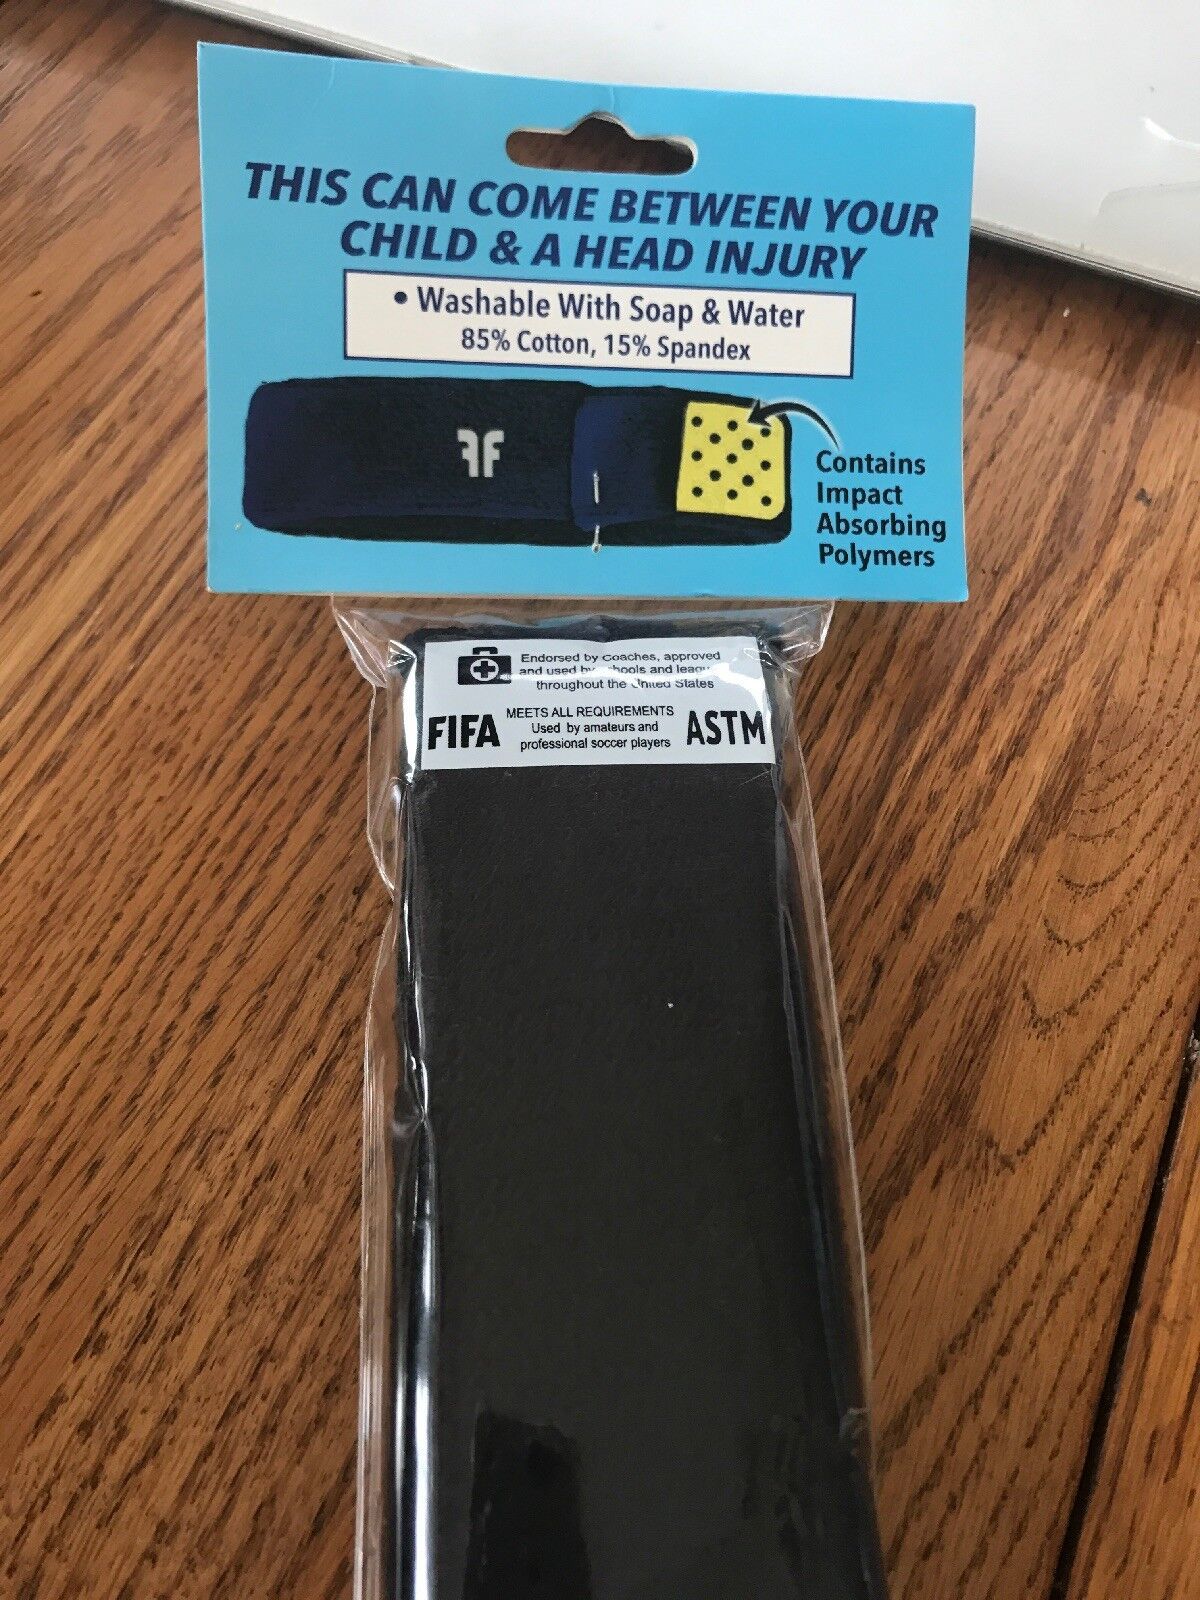 THIS CAN COME BETWEEN YOUR
CHILD & A HEAD INJURY
• Washable With Soap & Water
85% Cotton, 15% Spandex
FF
Contains
Impact
Absorbing
Polymers
Endorsed by Coaches, approved
and used by schools and
throughout the United States
FIFA
MEETS ALL REQUIREMENTS
Used by amateurs and
professional soccer players
ASTM